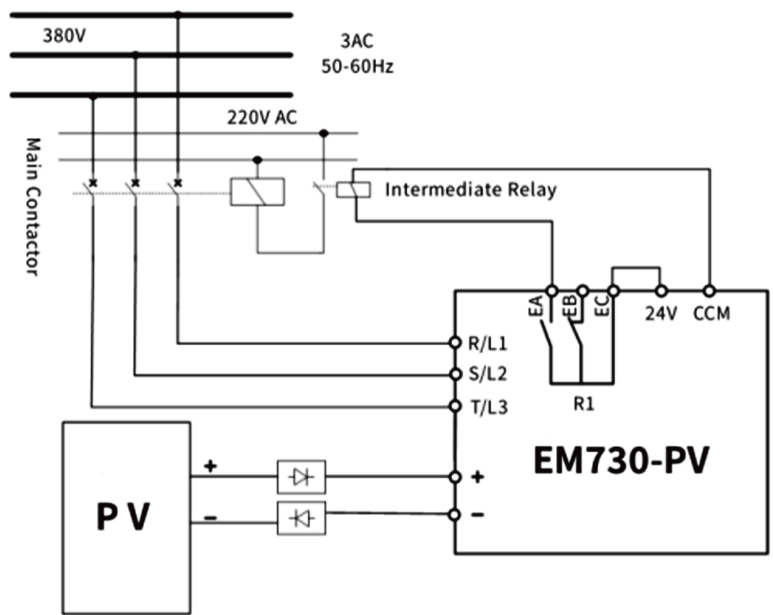 380V
3AC
50-60Hz
220V AC
Main Contactor
Intermediate Relay
EA
EB
EC
24V
CCM
R/L1
S/L2
T/L3
R1
EM730-PV
+
-
PV
+
-